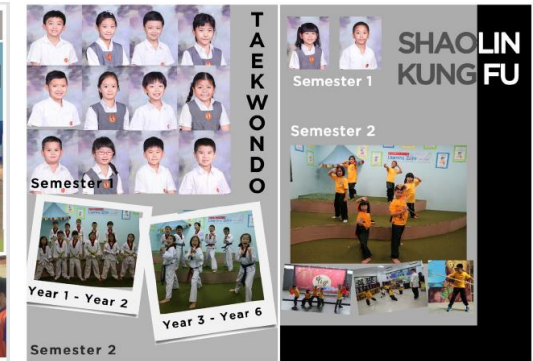 TAEKWONDO
Semester 1
Year 1 - Year 2
Year 3 - Year 6
Semester 2
SHAOLIN
KUNG FU
Semester 1
Semester 2